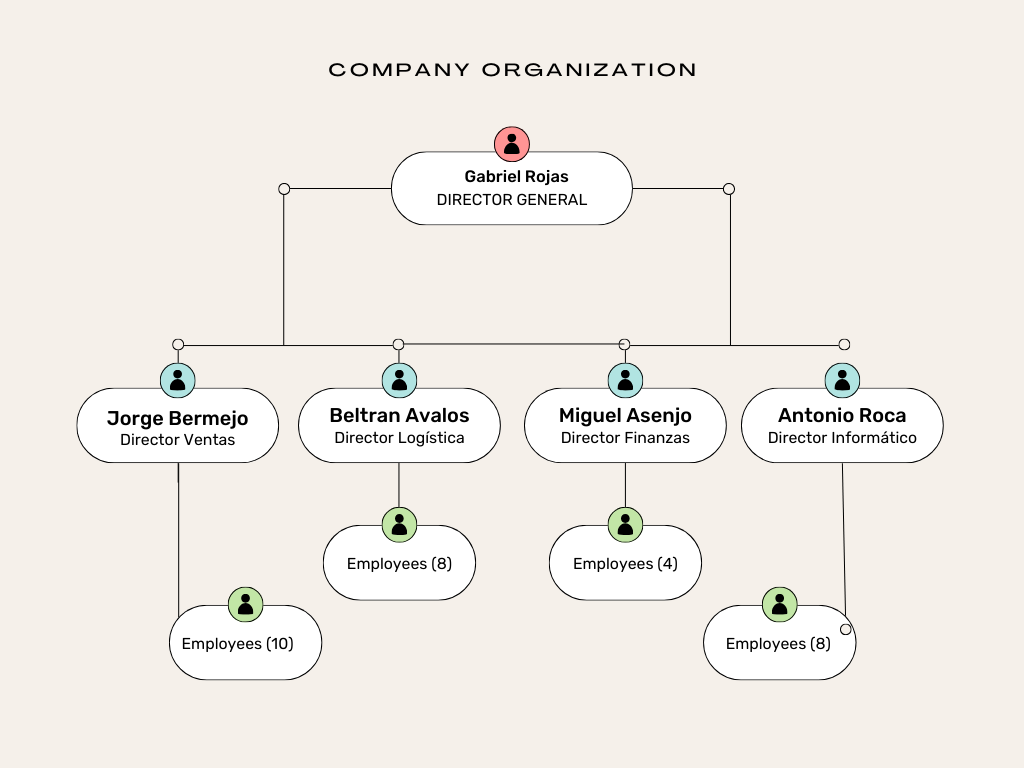 COMPANY ORGANIZATION
Gabriel Rojas
DIRECTOR GENERAL
Jorge Bermejo
Director Ventas
Beltran Avalos
Director Logística
Miguel Asenjo
Director Finanzas
Antonio Roca
Director Informático
Employees (8)
Employees (4)
Employees (10)
Employees (8)